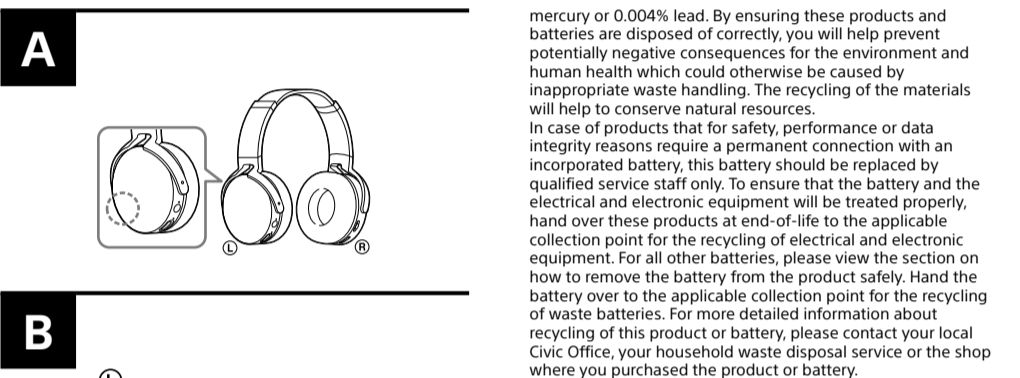 A
L
R
B
L
mercury or 0.004% lead. By ensuring these products and
batteries are disposed of correctly, you will help prevent
potentially negative consequences for the environment and
human health which could otherwise be caused by
inappropriate waste handling. The recycling of the materials
will help to conserve natural resources.
In case of products that for safety, performance or data
integrity reasons require a permanent connection with an
incorporated battery, this battery should be replaced by
qualified service staff only. To ensure that the battery and the
electrical and electronic equipment will be treated properly,
hand over these products at end-of-life to the applicable
collection point for the recycling of electrical and electronic
equipment. For all other batteries, please view the section on
how to remove the battery from the product safely. Hand the
battery over to the applicable collection point for the recycling
of waste batteries. For more detailed information about
recycling of this product or battery, please contact your local
Civic Office, your household waste disposal service or the shop
where you purchased the product or battery.